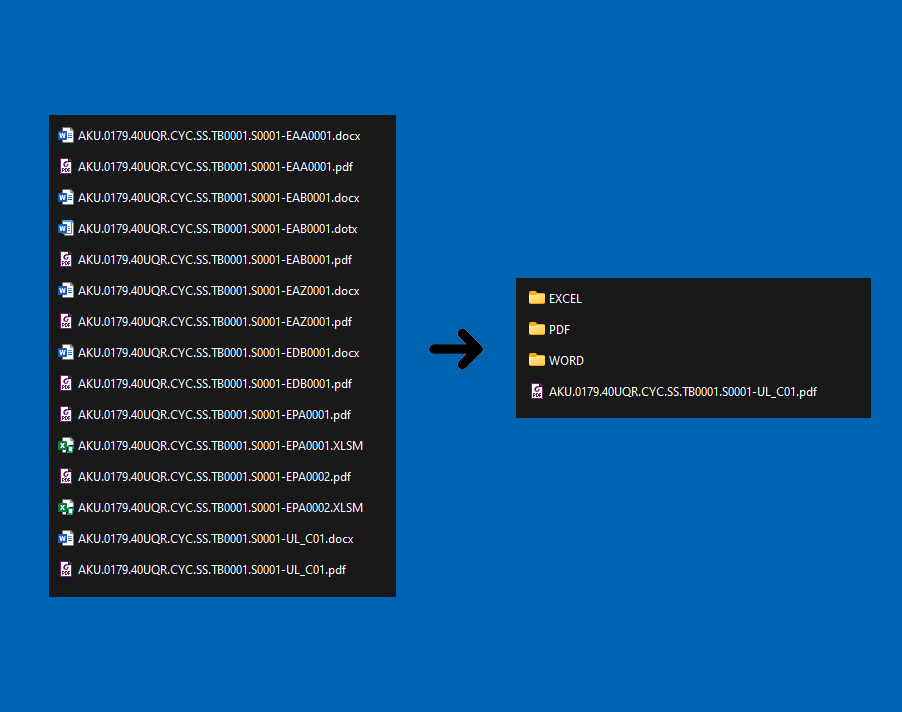 AKU.0179.40UQR.CYC.SS.TB0001.S0001-EAA0001.docx
AKU.0179.40UQR.CYC.SS.TB0001.S0001-EAA0001.pdf
AKU.0179.40UQR.CYC.SS.TB0001.S0001-EAB0001.docx
AKU.0179.40UQR.CYC.SS.TB0001.S0001-EAB0001.dotx
AKU.0179.40UQR.CYC.SS.TB0001.S0001-EAB0001.pdf
AKU.0179.40UQR.CYC.SS.TB0001.S0001-EAZ0001.docx
AKU.0179.40UQR.CYC.SS.TB0001.S0001-EAZ0001.pdf
AKU.0179.40UQR.CYC.SS.TB0001.S0001-EDB0001.docx
AKU.0179.40UQR.CYC.SS.TB0001.S0001-EDB0001.pdf
AKU.0179.40UQR.CYC.SS.TB0001.S0001-EPA0001.pdf
AKU.0179.40UQR.CYC.SS.TB0001.S0001-EPA0001.XLSM
AKU.0179.40UQR.CYC.SS.TB0001.S0001-EPA0002.pdf
AKU.0179.40UQR.CYC.SS.TB0001.S0001-EPA0002.XLSM
AKU.0179.40UQR.CYC.SS.TB0001.S0001-UL_C01.docx
AKU.0179.40UQR.CYC.SS.TB0001.S0001-UL_C01.pdf
EXCEL
PDF
WORD
AKU.0179.40UQR.CYC.SS.TB0001.S0001-UL_C01.pdf